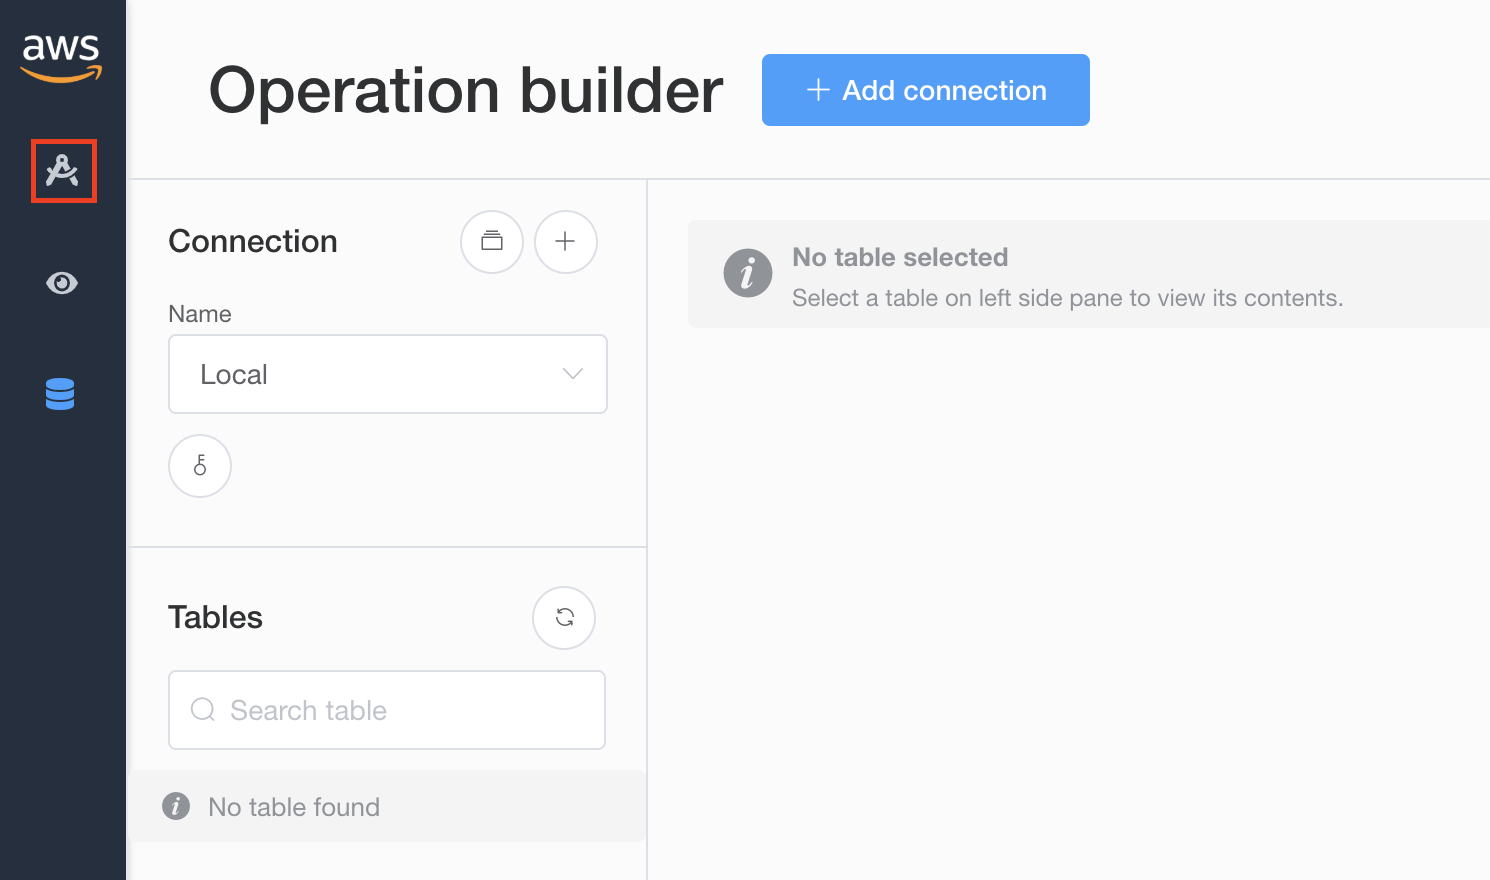 aws
Operation builder
Add connection
Connection
Name
Local
Tables
Search table
No table found
No table selected
Select a table on left side pane to view its contents.